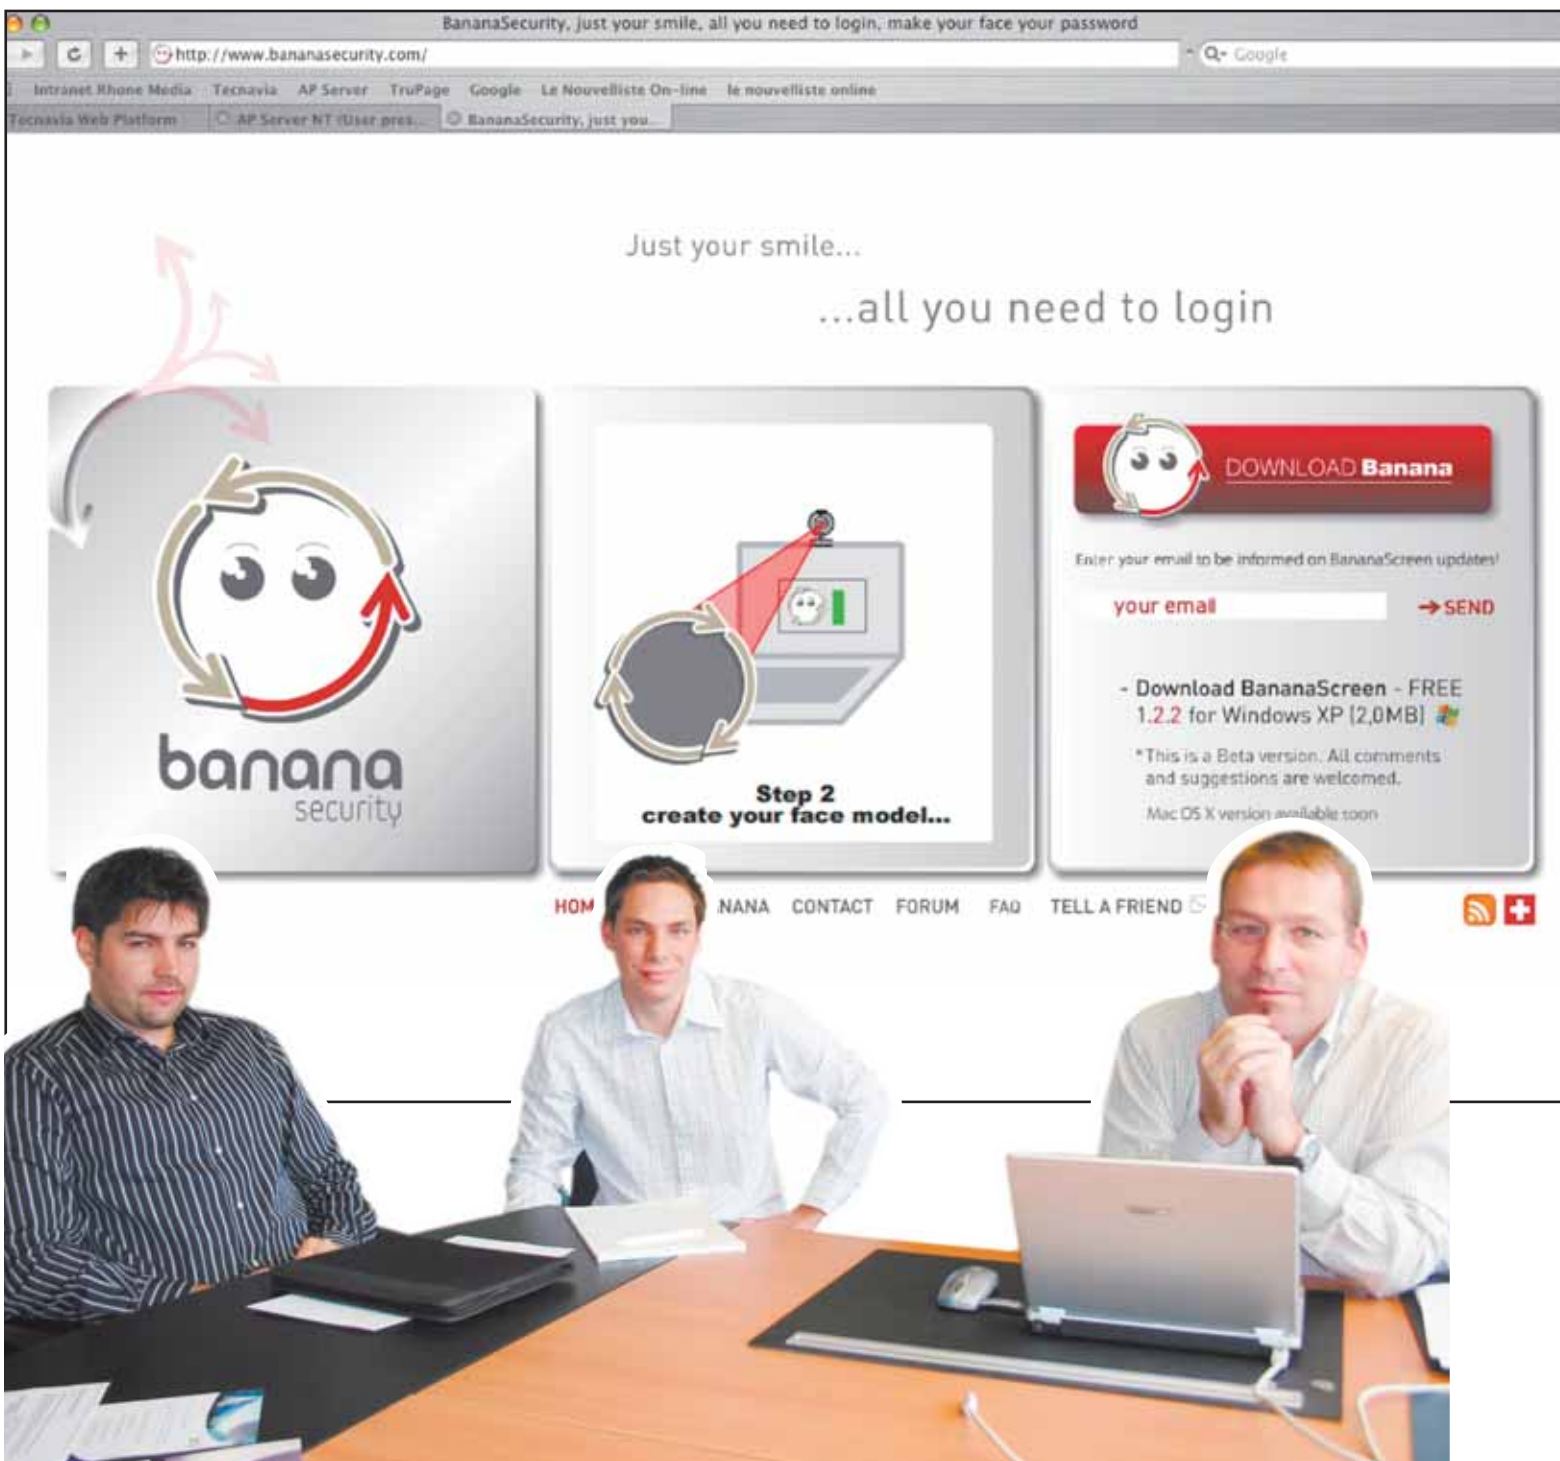 BananaSecurity, just your smile, all you need to login, make your face your password
http://www.bananasecurity.com/
Google
Intranet Rhone Media Tecnavia AP Server TruPage Google Le Nouvelliste On-line le nouvelliste online
Tecnavia Web Platform AP Server NT (User pres... BananaSecurity, just you...
Just your smile...
...all you need to login
banana
security
Step 2
create your face model...
DOWNLOAD Banana
Enter your email to be informed on BananaScreen updates!
your email
SEND
- Download BananaScreen - FREE
1.2.2 for Windows XP (2,0MB)
*This is a Beta version. All comments
and suggestions are welcomed.
Mac OS X version available soon
HOM NANA CONTACT FORUM FAQ TELL A FRIEND